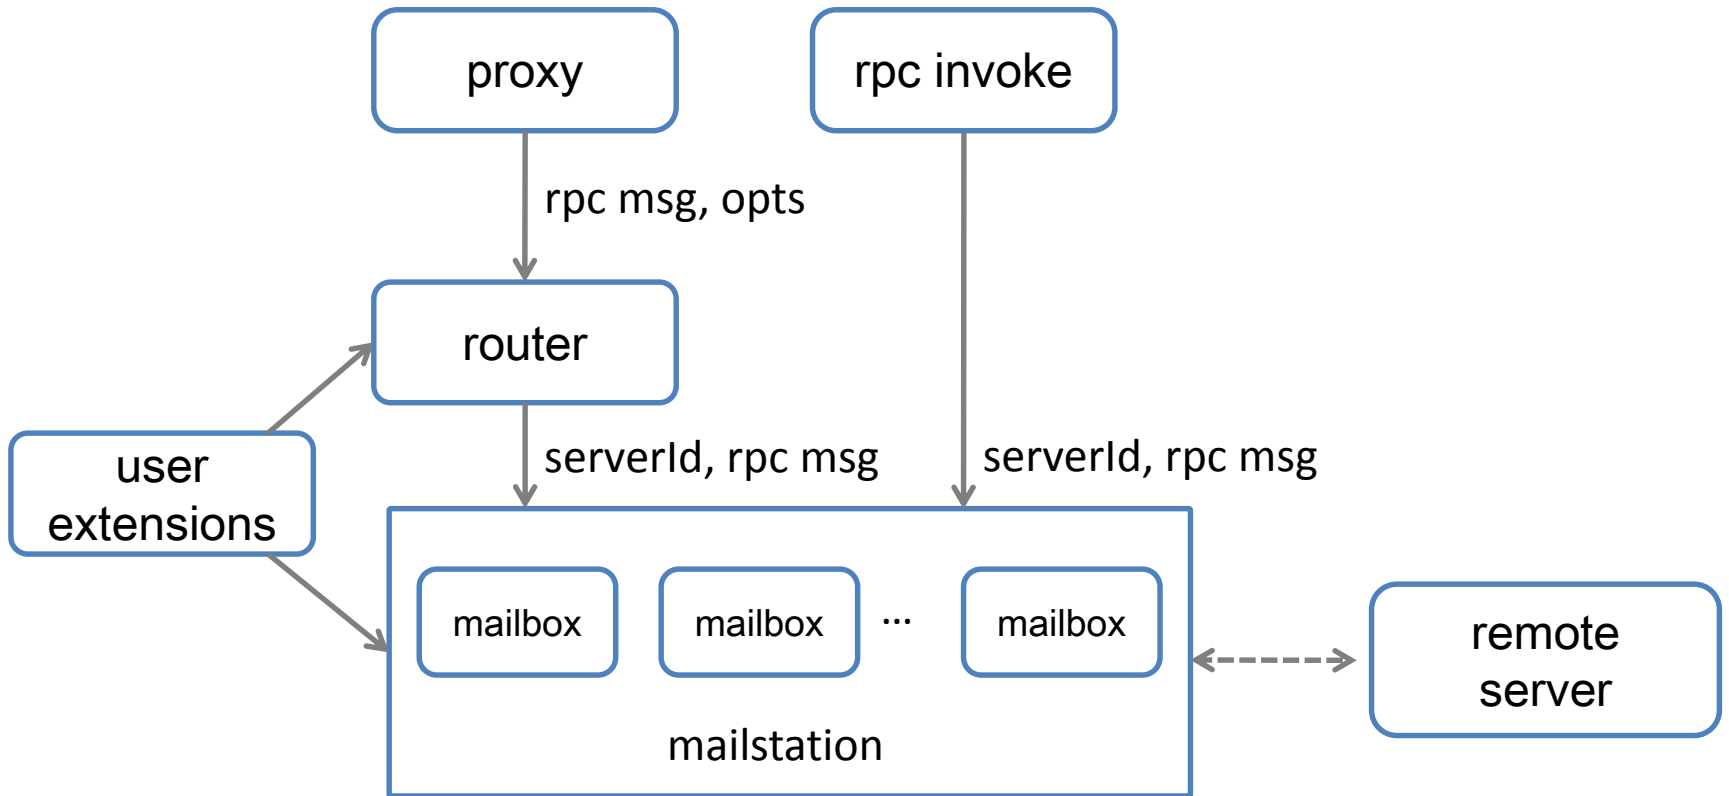 proxy
rpc invoke
rpc msg, opts
router
user
extensions
serverId, rpc msg
serverId, rpc msg
mailbox
mailbox
...
mailbox
remote
server
mailstation